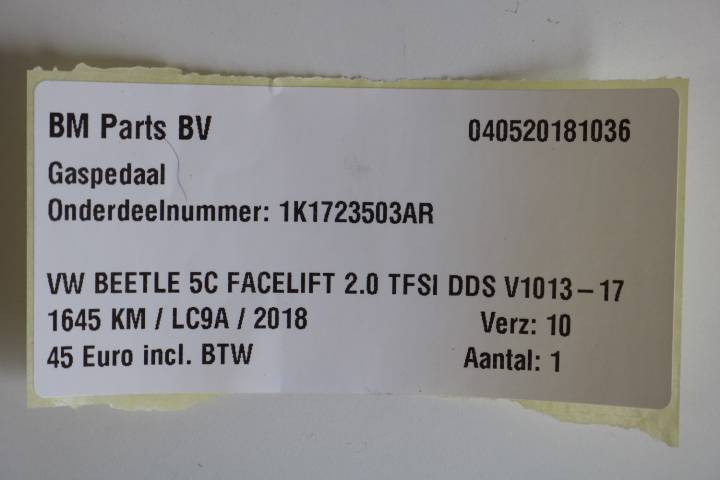 BM Parts BV 040520181036
Gaspedaal
Onderdeelnummer: 1K1723503AR
VW BEETLE 5C FACELIFT 2.0 TFSI DDS V1013-17
1645 KM / LC9A / 2018 Verz: 10
45 Euro incl. BTW Aantal: 1